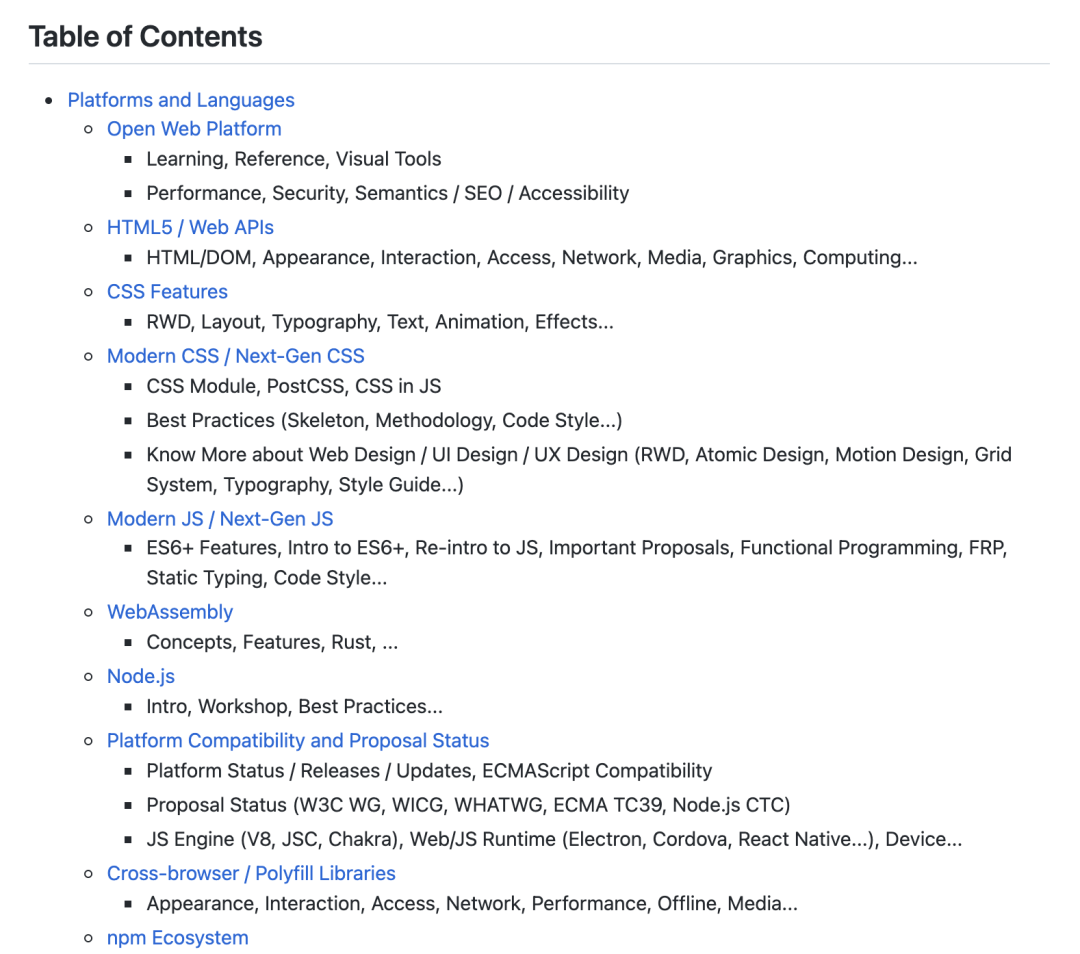 Table of Contents
Platforms and Languages
Open Web Platform
Learning, Reference, Visual Tools
Performance, Security, Semantics / SEO / Accessibility
HTML5 / Web APIs
HTML/DOM, Appearance, Interaction, Access, Network, Media, Graphics, Computing...
CSS Features
RWD, Layout, Typography, Text, Animation, Effects...
Modern CSS / Next-Gen CSS
CSS Module, PostCSS, CSS in JS
Best Practices (Skeleton, Methodology, Code Style...)
Know More about Web Design / UI Design / UX Design (RWD, Atomic Design, Motion Design, Grid
System, Typography, Style Guide...)
Modern JS / Next-Gen JS
ES6+ Features, Intro to ES6+, Re-intro to JS, Important Proposals, Functional Programming, FRP,
Static Typing, Code Style...
WebAssembly
Concepts, Features, Rust, ...
Node.js
Intro, Workshop, Best Practices...
Platform Compatibility and Proposal Status
Platform Status / Releases / Updates, ECMAScript Compatibility
Proposal Status (W3C WG, WICG, WHATWG, ECMA TC39, Node.js CTC)
JS Engine (V8, JSC, Chakra), Web/JS Runtime (Electron, Cordova, React Native...), Device...
Cross-browser / Polyfill Libraries
Appearance, Interaction, Access, Network, Performance, Offline, Media...
npm Ecosystem